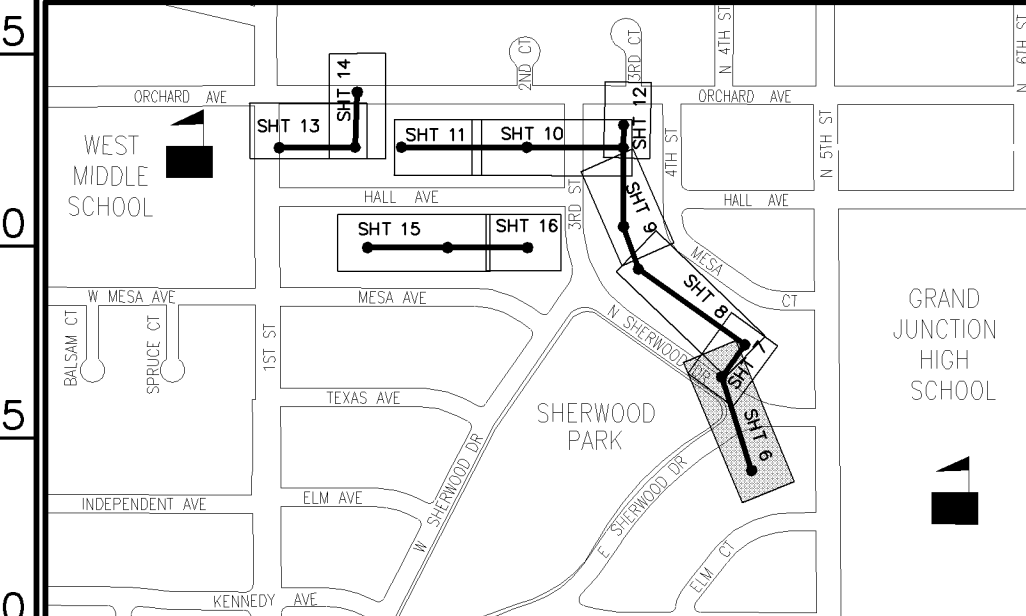 5
0
5
0
2ND CT
3RD CT
N 4TH ST
N 6TH ST
ORCHARD AVE
ORCHARD AVE
SHT 14
SHT 13
SHT 11
SHT 10
SHT 12
4TH ST
N 5TH ST
WEST
MIDDLE
SCHOOL
HALL AVE
3RD ST
SHT 9
HALL AVE
SHT 15
SHT 16
MESA
CT
W MESA AVE
MESA AVE
SHT 8
N SHERWOOD DR
SHT 7
GRAND
JUNCTION
HIGH
SCHOOL
BALSAM CT
SPRUCE CT
1ST ST
TEXAS AVE
SHERWOOD
PARK
SHT 6
W SHERWOOD DR
E SHERWOOD DR
INDEPENDENT AVE
ELM AVE
ELM CT
KENNEDY AVE